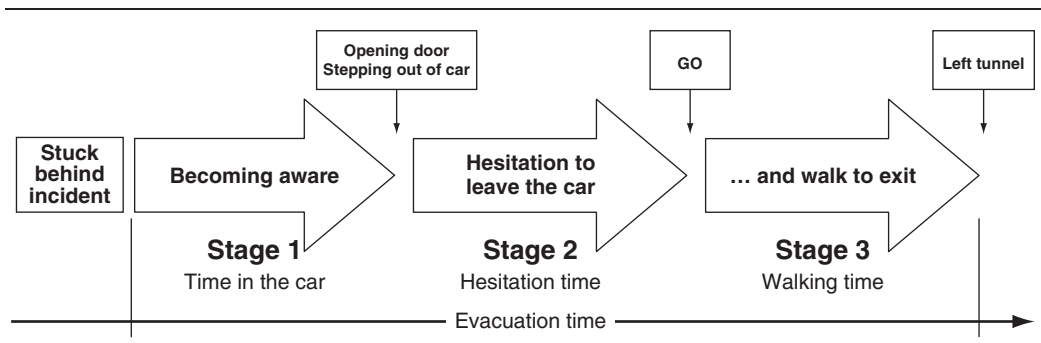 Opening door
Stepping out of car
GO
Left tunnel
Stuck
behind
incident
Becoming aware
Hesitation to
leave the car
... and walk to exit
Stage 1
Stage 2
Stage 3
Time in the car
Hesitation time
Walking time
Evacuation time